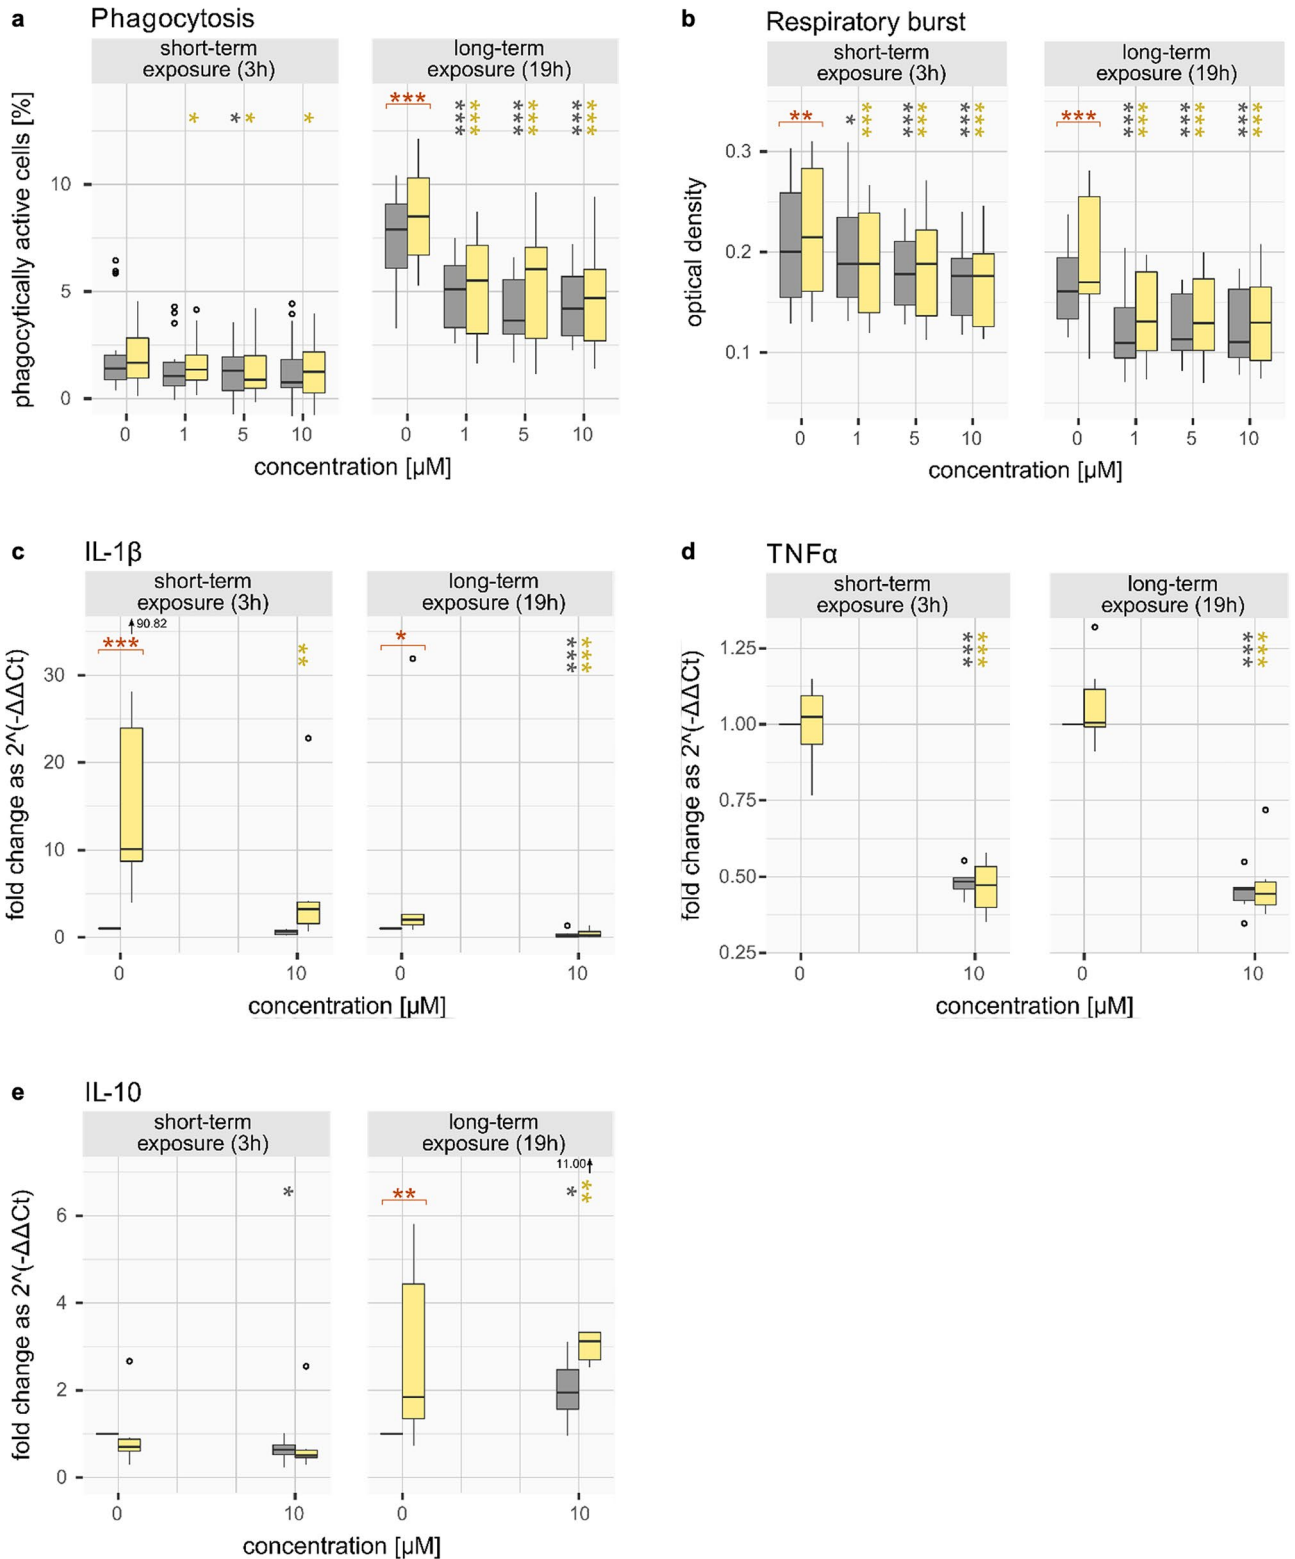 a Phagocytosis
short-term
exposure (3h)
long-term
exposure (19h)
phagocytically active cells [%]
10
5
0
***
*
* *
*
*** ***
*** ***
*** ***
0 1 5 10
0 1 5 10
concentration [µM]
b Respiratory burst
short-term
exposure (3h)
long-term
exposure (19h)
optical density
0.3
0.2
0.1
**
* ***
*** ***
*** ***
***
*** ***
*** ***
*** ***
0 1 5 10
0 1 5 10
concentration [µM]
c IL-1β
short-term
exposure (3h)
long-term
exposure (19h)
fold change as 2^(-ΔΔCt)
30
20
10
0
90.82
***
**
*
*** ***
0 10
0 10
concentration [µM]
d TNFα
short-term
exposure (3h)
long-term
exposure (19h)
fold change as 2^(-ΔΔCt)
1.25
1.00
0.75
0.50
0.25
*** ***
*** ***
0 10
0 10
concentration [µM]
e IL-10
short-term
exposure (3h)
long-term
exposure (19h)
fold change as 2^(-ΔΔCt)
6
4
2
0
*
**
11.00
* **
0 10
0 10
concentration [µM]